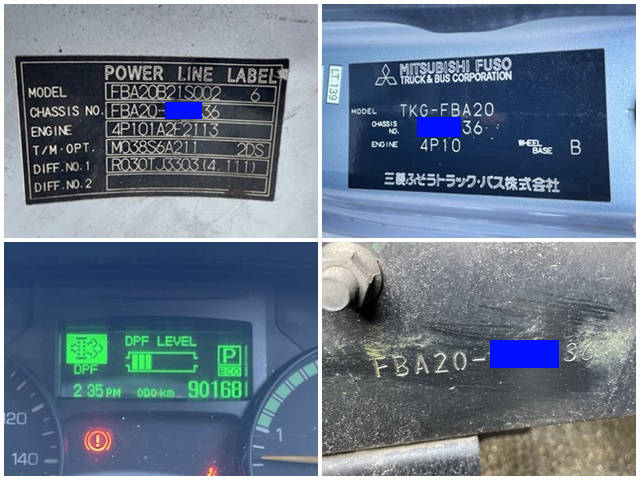 POWER LINE LABEL
MODEL FBA20B21S002 6
CHASSIS NO. FBA20- 36
ENGINE 4P101A2F2113
T/M·OPT. M038S6A211 2DS
DIFF.NO.1 R030TJ3303(4.111)
DIFF.NO.2
LT139
MITSUBISHI FUSO
TRUCK & BUS CORPORATION
MODEL TKG-FBA20
CHASSIS NO. 36
ENGINE 4P10 WHEEL BASE B
三菱ふそうトラック・バス株式会社
DPF LEVEL
DPF
P
ECO
2:35 PM ODO-km 90168
120
140
1
FBA20- 36